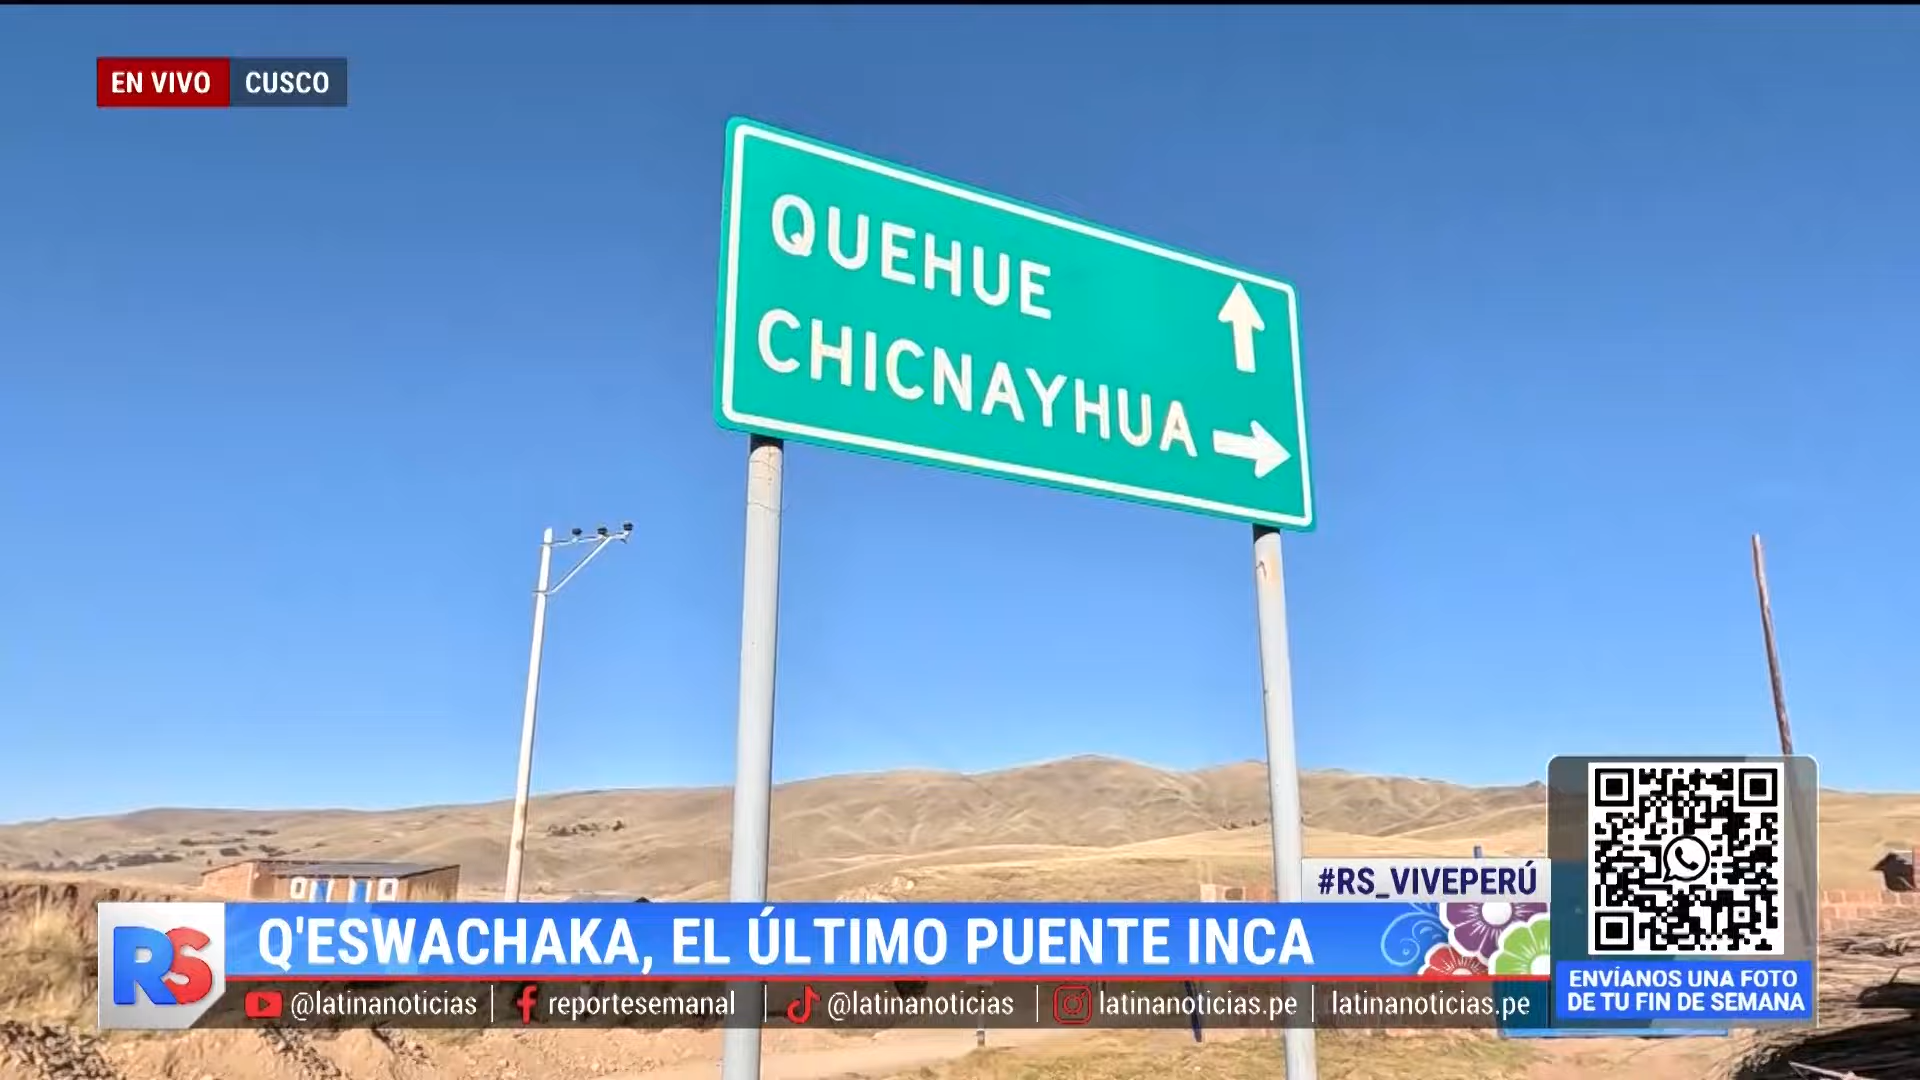 EN VIVO CUSCO
QUEHUE
CHICNAYHUA
#RS_VIVEPERÚ
RS Q'ESWACHAKA, EL ÚLTIMO PUENTE INCA
@latinanoticias reportesemanal @latinanoticias latinanoticias.pe latinanoticias.pe
ENVÍANOS UNA FOTO
DE TU FIN DE SEMANA